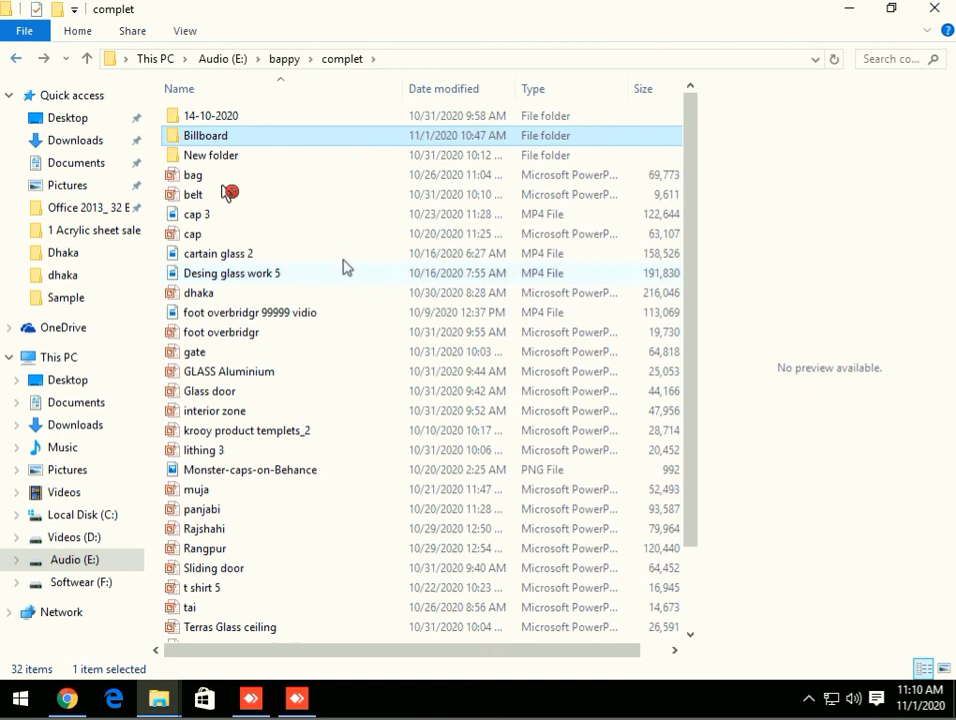 complet
File Home Share View
This PC Audio (E:) bappy complet Search co...
Name Date modified Type Size
Quick access
Desktop
Downloads
Documents
Pictures
Office 2013_ 32 E
1 Acrylic sheet sale
Dhaka
dhaka
Sample
OneDrive
This PC
Desktop
Documents
Downloads
Music
Pictures
Videos
Local Disk (C:)
Videos (D:)
Audio (E:)
Softwear (F:)
Network
14-10-2020 10/31/2020 9:58 AM File folder
Billboard 11/1/2020 10:47 AM File folder
New folder 10/31/2020 10:12 ... File folder
bag 10/26/2020 11:04 ... Microsoft PowerP... 69,773
belt 10/31/2020 10:10 ... Microsoft PowerP... 9,611
cap 3 10/23/2020 11:28 ... MP4 File 122,644
cap 10/20/2020 11:25 ... Microsoft PowerP... 63,107
cartain glass 2 10/16/2020 6:27 AM MP4 File 158,526
Desing glass work 5 10/16/2020 7:55 AM MP4 File 191,830
dhaka 10/30/2020 8:28 AM Microsoft PowerP... 216,046
foot overbridgr 99999 vidio 10/9/2020 12:37 PM MP4 File 113,069
foot overbridgr 10/31/2020 9:55 AM Microsoft PowerP... 19,730
gate 10/31/2020 10:03 ... Microsoft PowerP... 64,818
GLASS Aluminium 10/31/2020 9:44 AM Microsoft PowerP... 25,053
Glass door 10/31/2020 9:42 AM Microsoft PowerP... 44,166
interior zone 10/31/2020 9:52 AM Microsoft PowerP... 47,956
krooy product templets_2 10/10/2020 10:17 ... Microsoft PowerP... 28,714
lithing 3 10/31/2020 10:06 ... Microsoft PowerP... 20,452
Monster-caps-on-Behance 10/20/2020 2:25 AM PNG File 992
muja 10/21/2020 11:47 ... Microsoft PowerP... 52,493
panjabi 10/20/2020 11:28 ... Microsoft PowerP... 93,587
Rajshahi 10/29/2020 12:50 ... Microsoft PowerP... 79,964
Rangpur 10/29/2020 12:54 ... Microsoft PowerP... 120,440
Sliding door 10/31/2020 9:40 AM Microsoft PowerP... 64,452
t shirt 5 10/22/2020 10:23 ... Microsoft PowerP... 16,945
tai 10/26/2020 8:56 AM Microsoft PowerP... 14,673
Terras Glass ceiling 10/31/2020 10:04 ... Microsoft PowerP... 26,591
No preview available.
32 items 1 item selected
11:10 AM
11/1/2020